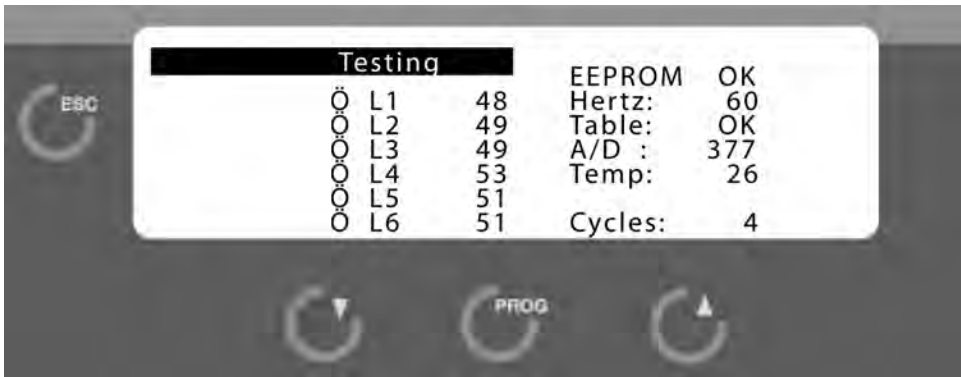 Testing
Ö L1 48
Ö L2 49
Ö L3 49
Ö L4 53
Ö L5 51
Ö L6 51
EEPROM OK
Hertz: 60
Table: OK
A/D : 377
Temp: 26
Cycles: 4
ESC
PROG